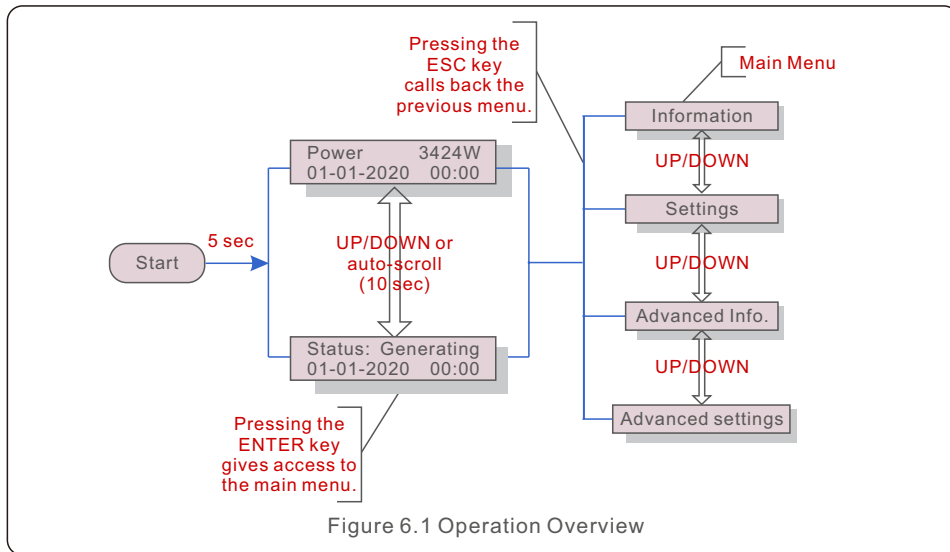 Pressing the
ESC key
calls back the
previous menu.
Main Menu
Information
UP/DOWN
Settings
UP/DOWN
Advanced Info.
UP/DOWN
Advanced settings
Power 3424W
01-01-2020 00:00
5 sec
Start
UP/DOWN or
auto-scroll
(10 sec)
Status: Generating
01-01-2020 00:00
Pressing the
ENTER key
gives access to
the main menu.
Figure 6.1 Operation Overview